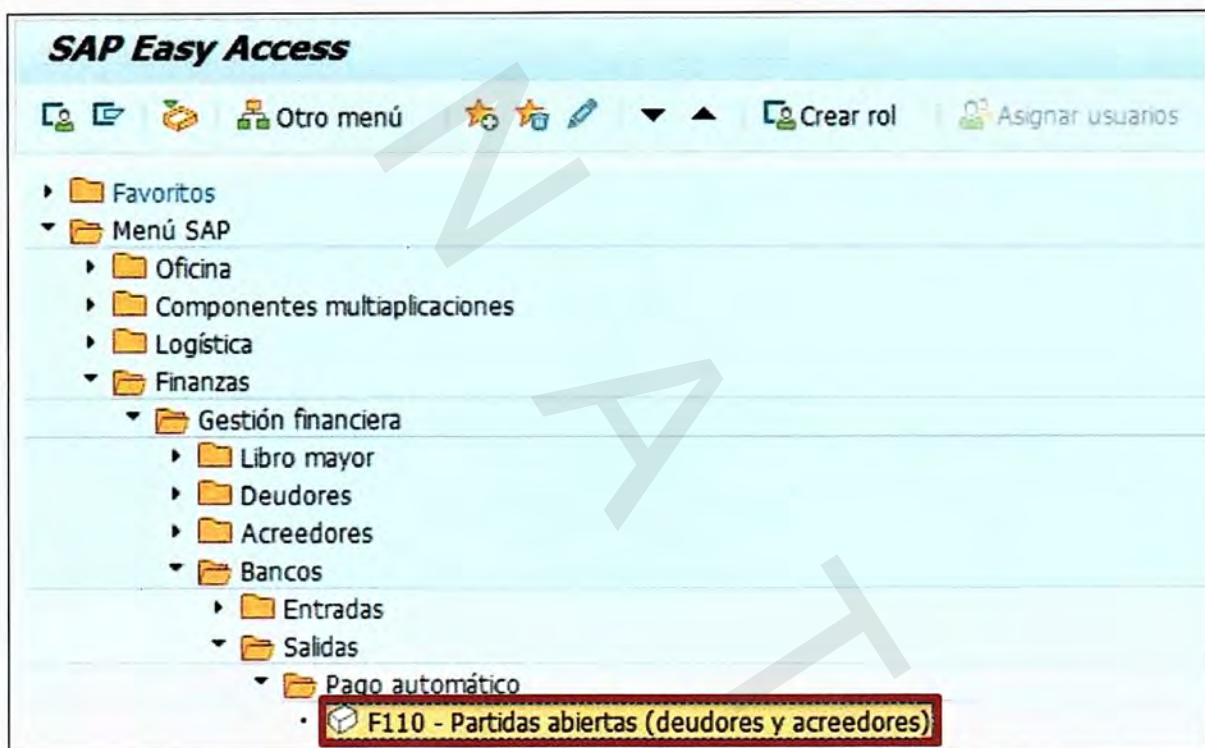 SAP Easy Access
Otro menú Crear rol Asignar usuarios
Favoritos
Menú SAP
Oficina
Componentes multiaplicaciones
Logística
Finanzas
Gestión financiera
Libro mayor
Deudores
Acreedores
Bancos
Entradas
Salidas
Pago automático
F110 - Partidas abiertas (deudores y acreedores)
N
A
T